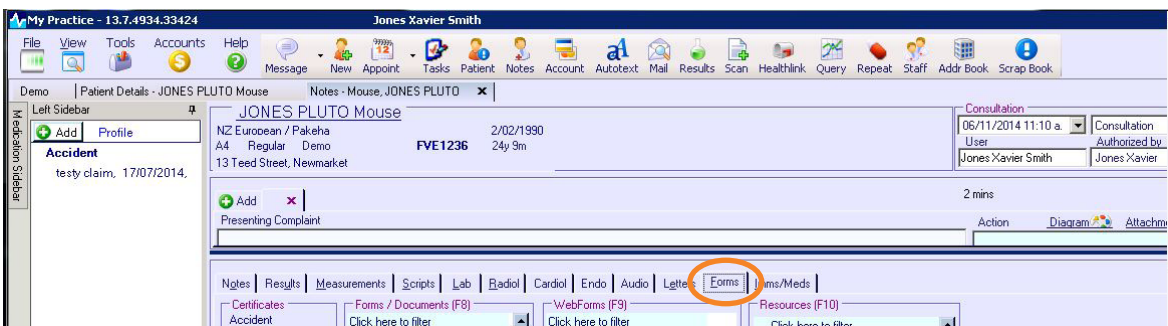 My Practice - 13.7.4934.33424 Jones Xavier Smith
File View Tools Accounts Help
Message New Appoint Tasks Patient Notes Account Autotext Mail Results Scan Healthlink Query Repeat Staff Addr Book Scrap Book
Demo Patient Details - JONES PLUTO Mouse Notes - Mouse, JONES PLUTO
Medication Sidebar
Left Sidebar
Add Profile
Accident
testy claim, 17/07/2014,
JONES PLUTO Mouse
NZ European / Pakeha 2/02/1990
A4 Regular Demo FVE1236 24y 9m
13 Teed Street, Newmarket
Consultation
06/11/2014 11:10 a. Consultation
User Authorized by
Jones Xavier Smith Jones Xavier
Add 2 mins
Presenting Complaint Action Diagram Attachm
Notes Results Measurements Scripts Lab Radiol Cardiol Endo Audio Letters Forms Imms/Meds
Certificates Forms / Documents (F8) WebForms (F9) Resources (F10)
Accident Click here to filter Click here to filter Click here to filter